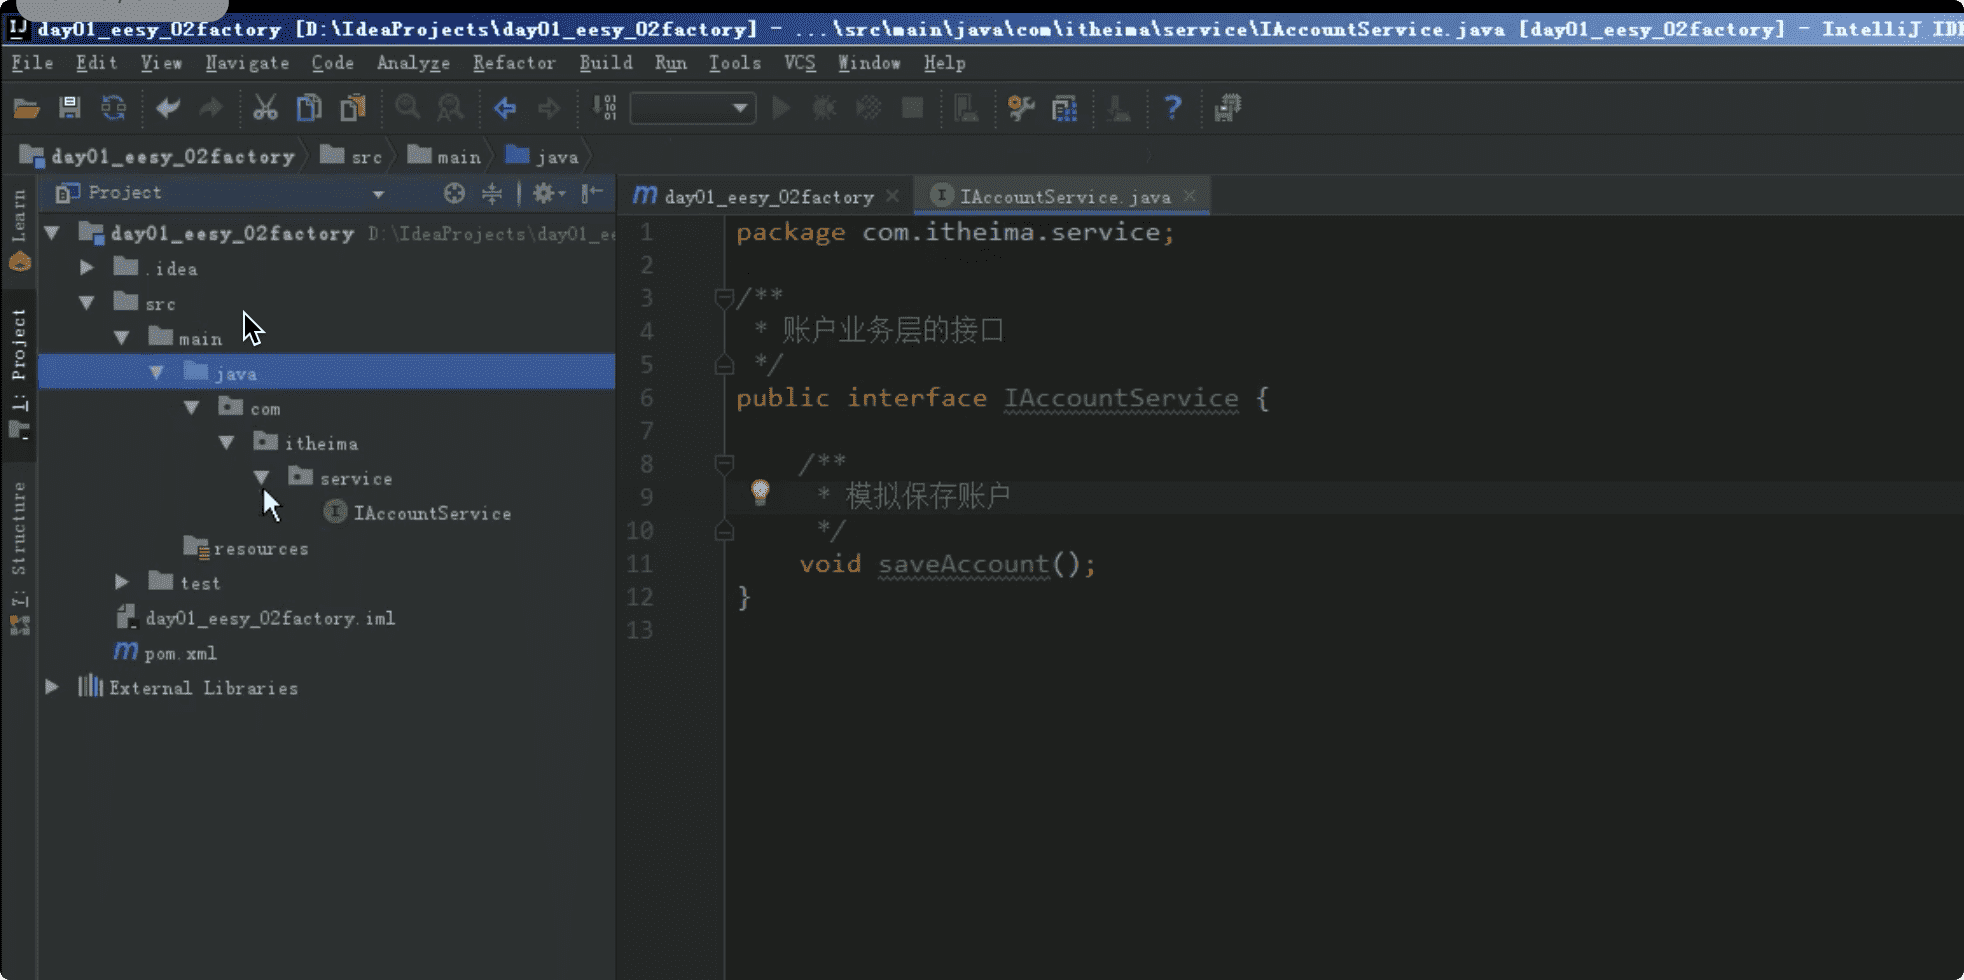 day01_eesy_02factory [D:\IdeaProjects\day01_eesy_02factory] - ...\src\main\java\com\itheima\service\IAccountService.java [day01_eesy_02factory] - IntelliJ IDE
File Edit View Navigate Code Analyze Refactor Build Run Tools VCS Window Help
day01_eesy_02factory src main java
Learn
1: Project
7: Structure
Project
day01_eesy_02factory D:\IdeaProjects\day01_ee
.idea
src
main
java
com
itheima
service
IAccountService
resources
test
day01_eesy_02factory.iml
pom.xml
External Libraries
day01_eesy_02factory IAccountService.java
1 package com.itheima.service;
2
3 /**
4 * 账户业务层的接口
5 */
6 public interface IAccountService {
7
8 /**
9 * 模拟保存账户
10 */
11 void saveAccount();
12 }
13